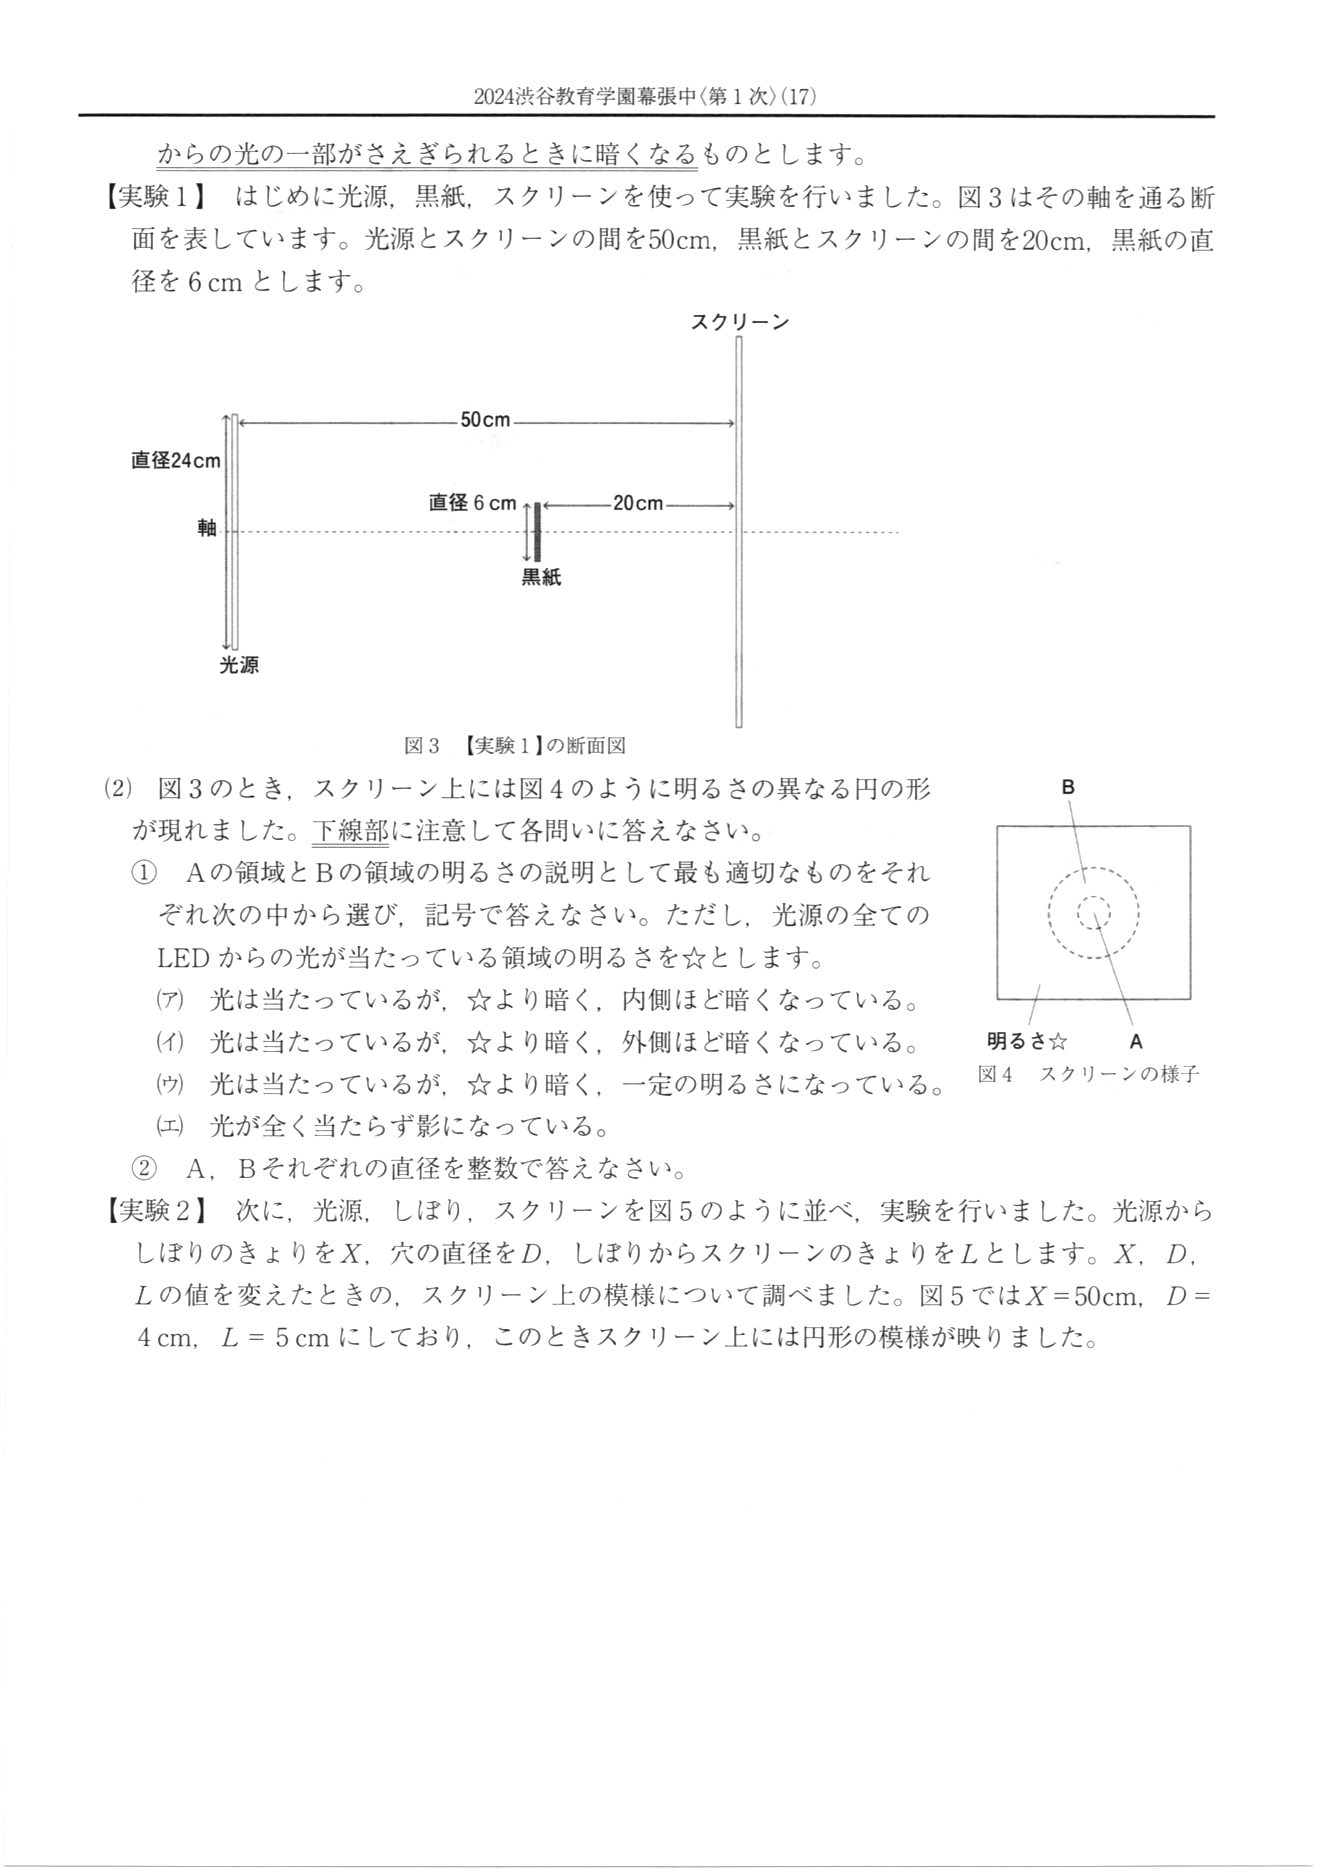 2024渋谷教育学園幕張中〈第1次〉(17)
からの光の一部がさえぎられるときに暗くなるものとします。
【実験1】 はじめに光源，黒紙，スクリーンを使って実験を行いました。図3はその軸を通る断
面を表しています。光源とスクリーンの間を50cm，黒紙とスクリーンの間を20cm，黒紙の直
径を6cmとします。
スクリーン
50cm
直径24cm
直径6cm
20cm
軸
黒紙
光源
図3 【実験1】の断面図
(2) 図3のとき，スクリーン上には図4のように明るさの異なる円の形
が現れました。下線部に注意して各問いに答えなさい。
① Aの領域とBの領域の明るさの説明として最も適切なものをそれ
ぞれ次の中から選び，記号で答えなさい。ただし，光源の全ての
LEDからの光が当たっている領域の明るさを☆とします。
(ア) 光は当たっているが，☆より暗く，内側ほど暗くなっている。
(イ) 光は当たっているが，☆より暗く，外側ほど暗くなっている。
(ウ) 光は当たっているが，☆より暗く，一定の明るさになっている。
(エ) 光が全く当たらず影になっている。
B
明るさ☆
A
図4 スクリーンの様子
② A，Bそれぞれの直径を整数で答えなさい。
【実験2】 次に，光源，しぼり，スクリーンを図5のように並べ，実験を行いました。光源から
しぼりのきょりをX，穴の直径をD，しぼりからスクリーンのきょりをLとします。X，D，
Lの値を変えたときの，スクリーン上の模様について調べました。図5ではX=50cm，D=
4cm，L=5cmにしており，このときスクリーン上には円形の模様が映りました。